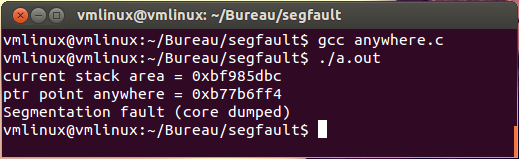 vmlinux@vmlinux: ~/Bureau/segfault
vmlinux@vmlinux:~/Bureau/segfault$ gcc anywhere.c
vmlinux@vmlinux:~/Bureau/segfault$ ./a.out
current stack area = 0xbf985dbc
ptr point anywhere = 0xb77b6ff4
Segmentation fault (core dumped)
vmlinux@vmlinux:~/Bureau/segfault$